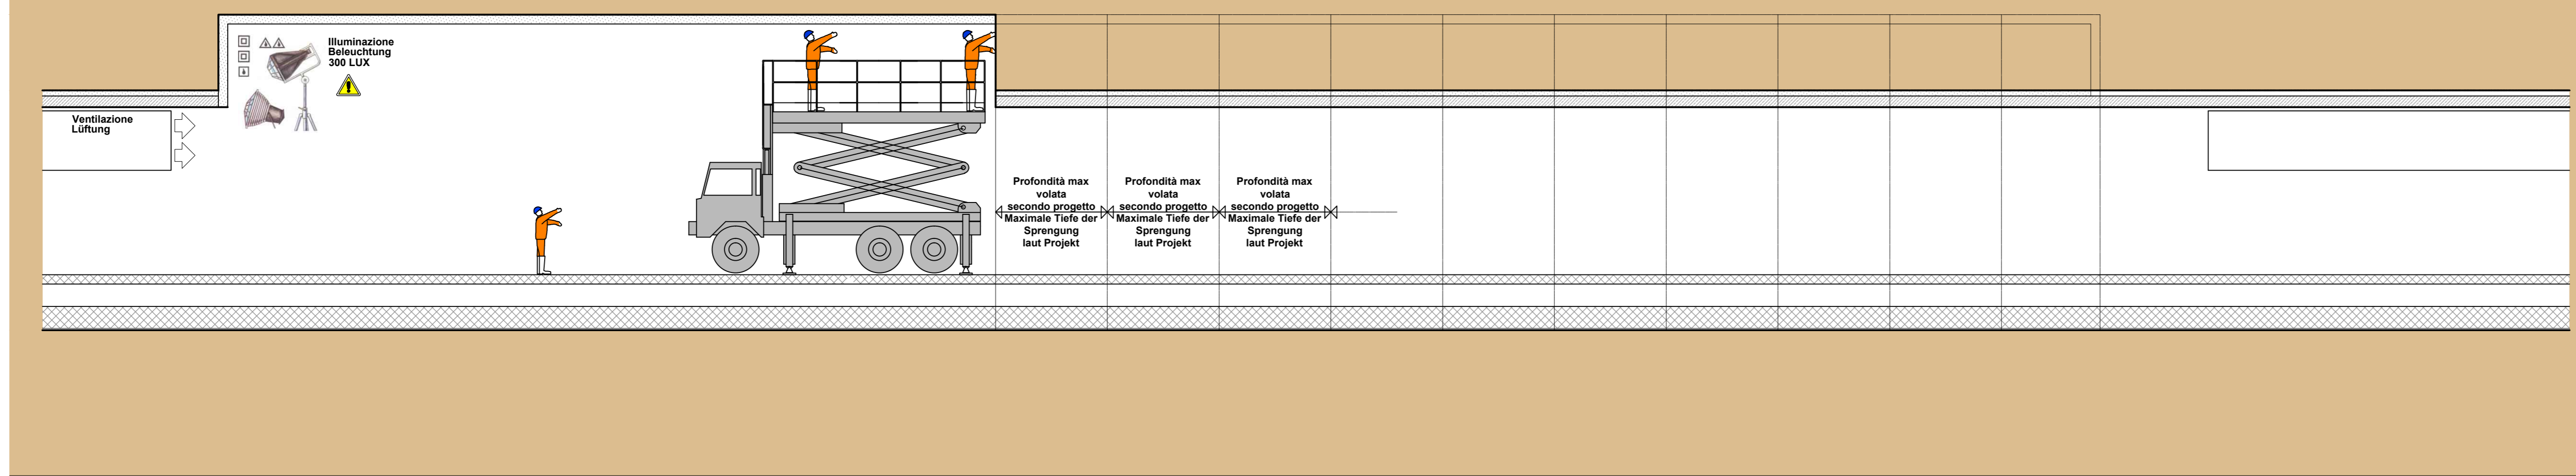 Illuminazione
Beleuchtung
300 LUX
Ventilazione
Lüftung
Profondità max
volata
secondo progetto
Maximale Tiefe der
Sprengung
laut Projekt
Profondità max
volata
secondo progetto
Maximale Tiefe der
Sprengung
laut Projekt
Profondità max
volata
secondo progetto
Maximale Tiefe der
Sprengung
laut Projekt